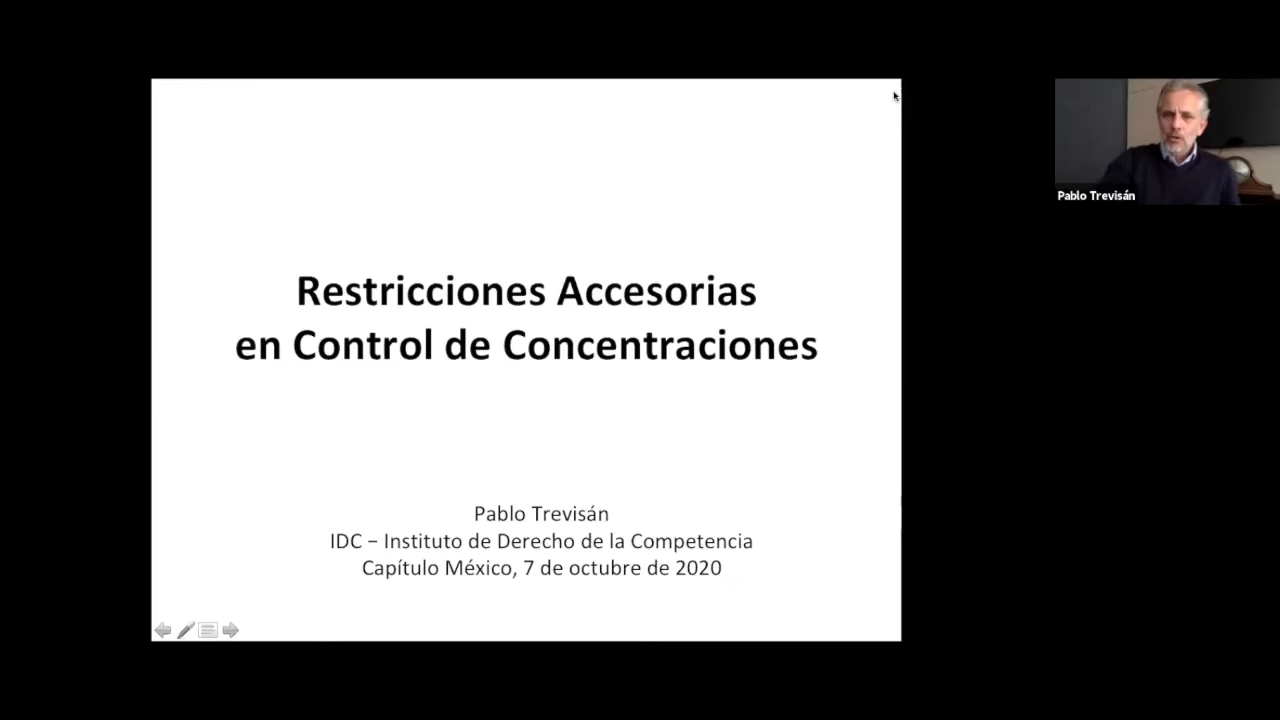 Restricciones Accesorias
en Control de Concentraciones
Pablo Trevisán
IDC – Instituto de Derecho de la Competencia
Capítulo México, 7 de octubre de 2020
Pablo Trevisán